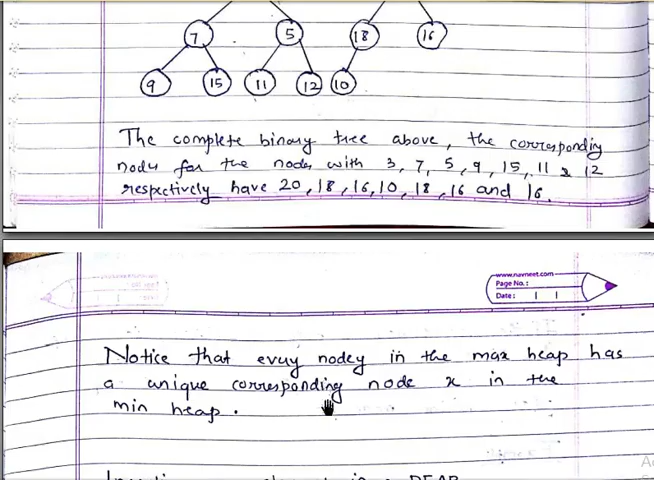 7 5 18 16
9 15 11 12 10
The complete binary tree above, the corresponding
nodes for the nodes with 3, 7, 5, 9, 15, 11 & 12
respectively have 20, 18, 16, 10, 18, 16 and 16.
www.navneet.com
Page No.:
Date:
Notice that every node y in the max heap has
a unique corresponding node x in the
min heap.
DEAP